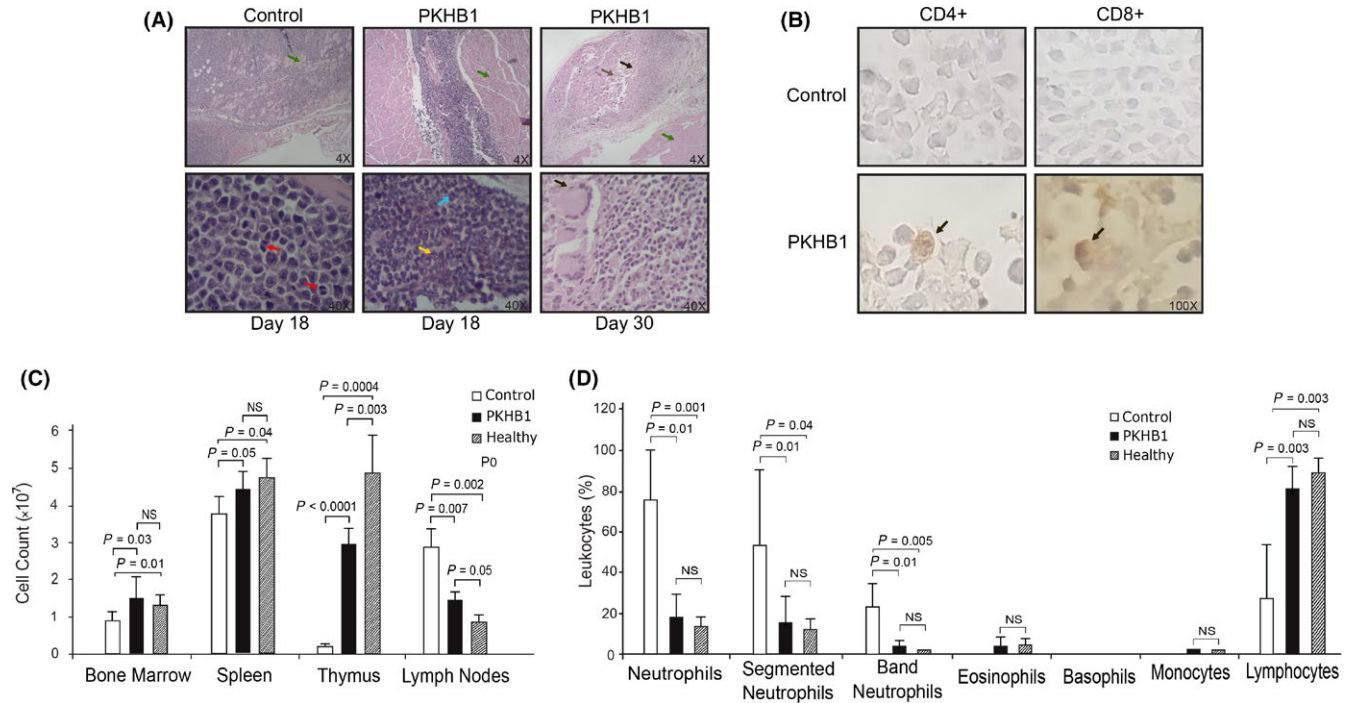 (A)
Control PKHB1 PKHB1
4X 4X 4X
40X 40X 40X
Day 18 Day 18 Day 30
(B)
CD4+ CD8+
Control
PKHB1
100X
(C)
Cell Count (×10⁷)
6
5
4
3
2
1
0
Control
PKHB1
Healthy
P0
NS
P = 0.03
P = 0.01
NS
P = 0.04
P = 0.05
P = 0.0004
P = 0.003
P < 0.0001
P = 0.002
P = 0.007
P = 0.05
Bone Marrow Spleen Thymus Lymph Nodes
(D)
Leukocytes (%)
120
100
80
60
40
20
0
Control
PKHB1
Healthy
P = 0.001
P = 0.01
NS
P = 0.04
P = 0.01
NS
P = 0.005
P = 0.01
NS
NS
NS
P = 0.003
NS
P = 0.003
Neutrophils Segmented Neutrophils Band Neutrophils Eosinophils Basophils Monocytes Lymphocytes